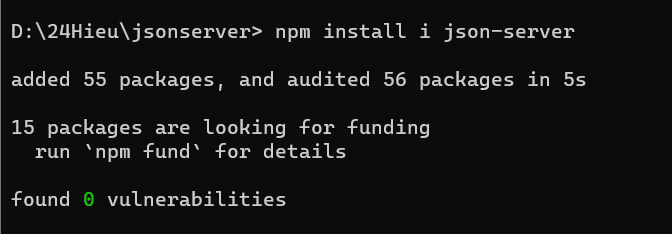 D:\24Hieu\jsonserver> npm install i json-server
added 55 packages, and audited 56 packages in 5s
15 packages are looking for funding
run `npm fund` for details
found 0 vulnerabilities